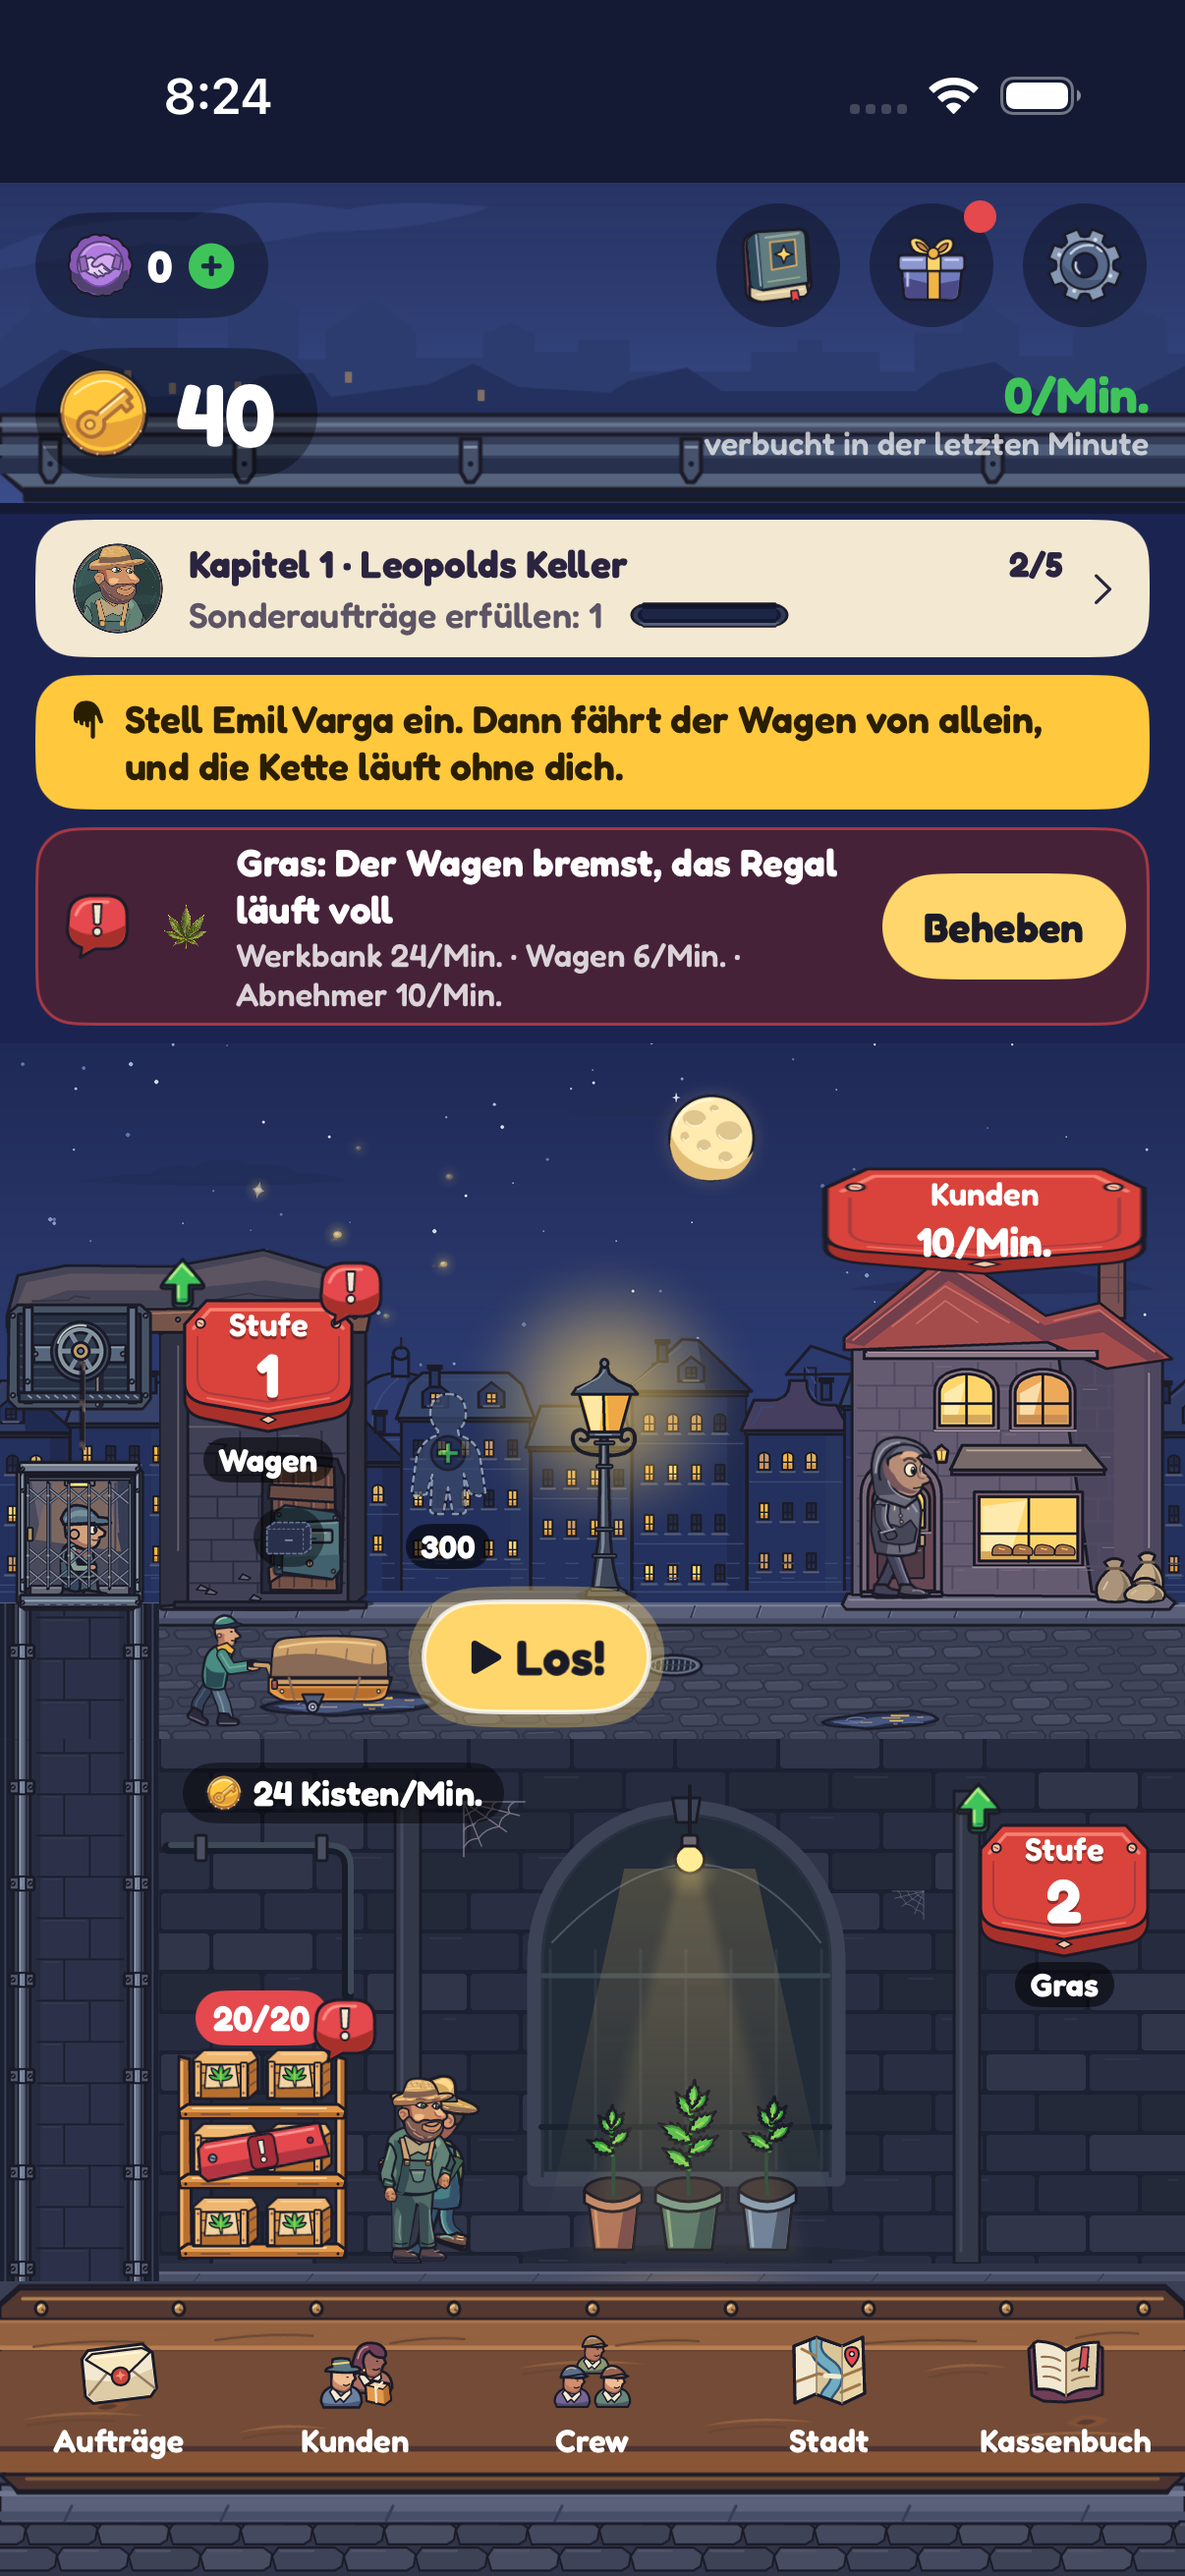 8:24
0
40
0/Min.
verbucht in der letzten Minute
Kapitel 1 · Leopolds Keller
2/5
Sonderaufträge erfüllen: 1
Stell Emil Varga ein. Dann fährt der Wagen von allein,
und die Kette läuft ohne dich.
Gras: Der Wagen bremst, das Regal
läuft voll
Werkbank 24/Min. · Wagen 6/Min. ·
Abnehmer 10/Min.
Beheben
Kunden
10/Min.
Stufe
1
Wagen
300
Los!
24 Kisten/Min.
Stufe
2
Gras
20/20
Aufträge
Kunden
Crew
Stadt
Kassenbuch